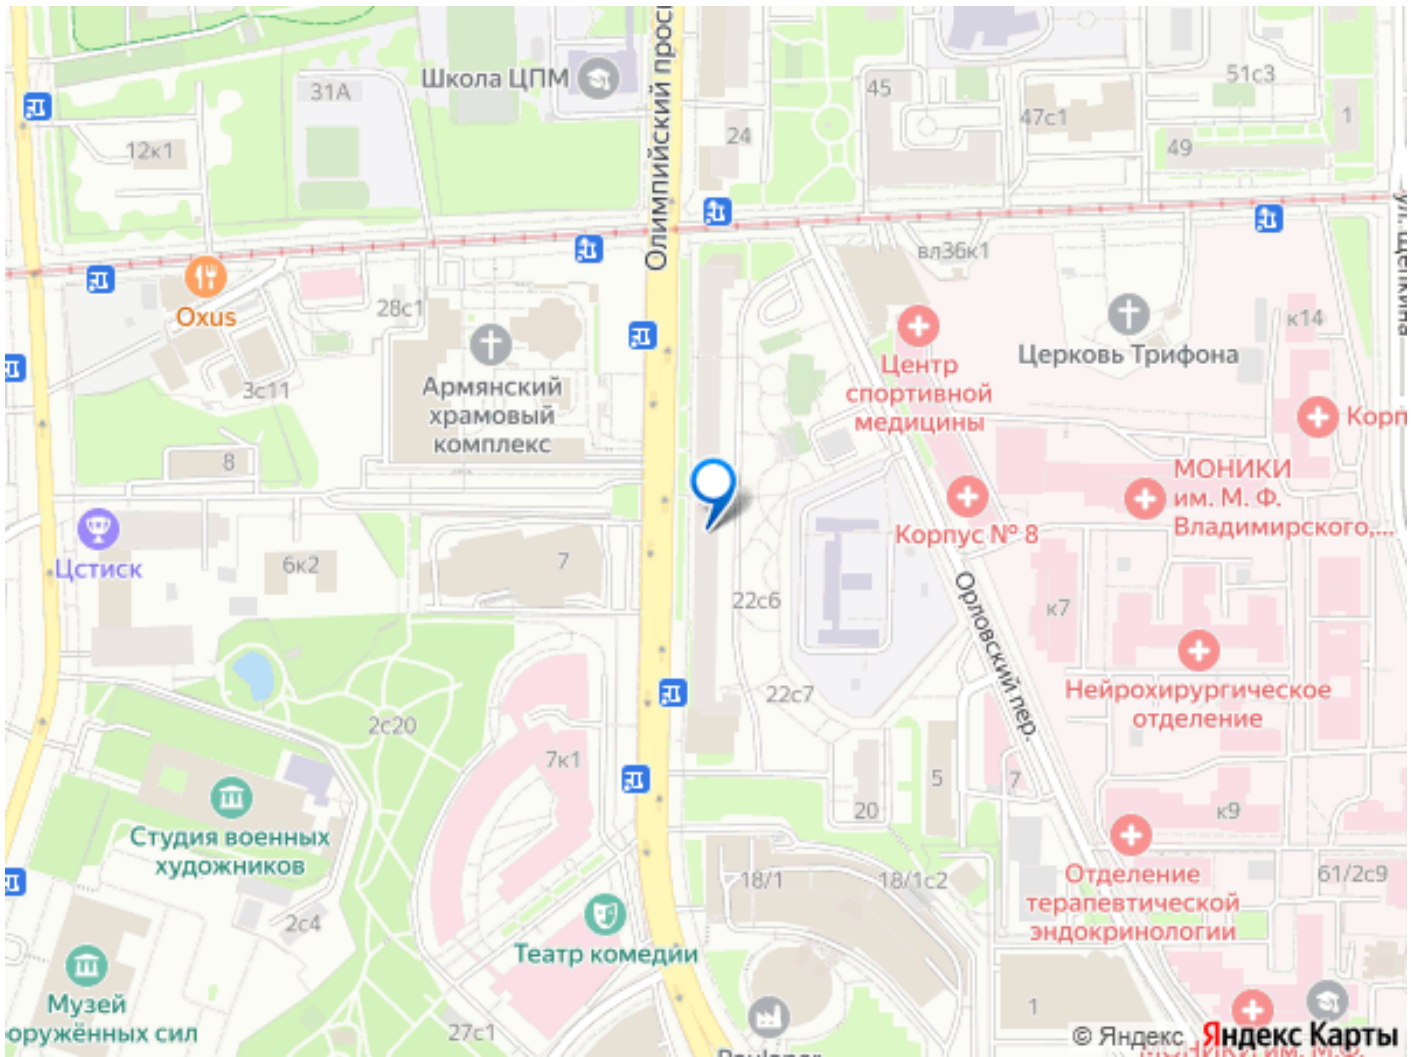 Школа ЦПМ
31А
12к1
Олимпийский просп
24
45
51с3
47с1
1
49
ул. Щепкина
вл36к1
Oxus
28с1
3с11
Армянский
храмовый
комплекс
8
Центр
спортивной
медицины
Церковь Трифона
к14
Корп
МОНИКИ
им. М. Ф.
Владимирского,...
Корпус № 8
Цстиск
6к2
7
22с6
Орловский пер.
к7
Нейрохирургическое
отделение
22с7
2с20
7к1
5
7
20
к9
Студия военных
художников
2с4
18/1
18/1с2
Отделение
терапевтической
эндокринологии
61/2с9
Театр комедии
Музей
оружённых сил
27с1
1
© Яндекс Яндекс Карты